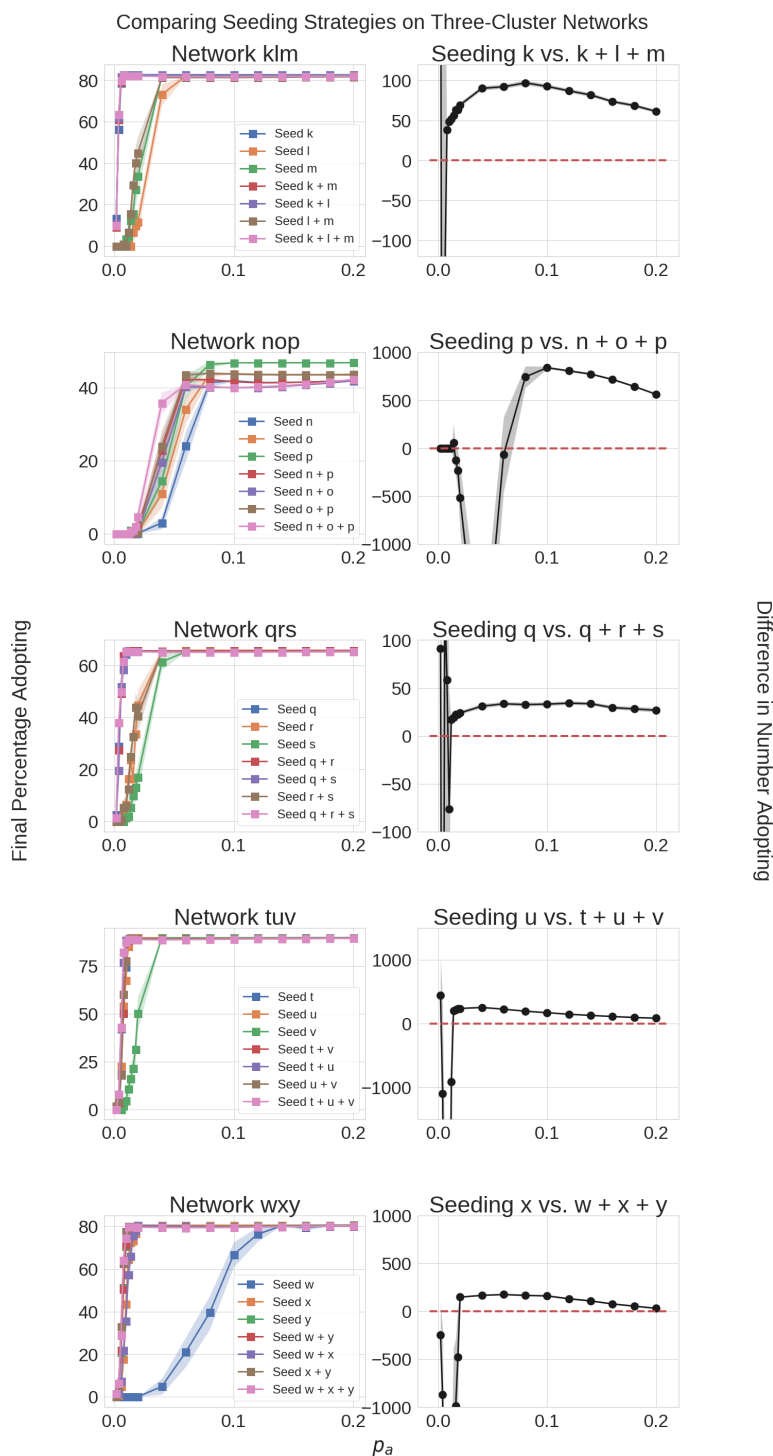 Comparing Seeding Strategies on Three-Cluster Networks
Network klm
80
60
40
20
0
0.0
0.1
0.2
Seed k
Seed l
Seed m
Seed k + m
Seed k + l
Seed l + m
Seed k + l + m
Seeding k vs. k + l + m
100
50
0
−50
−100
0.0
0.1
0.2
Network nop
40
20
0
0.0
0.1
0.2
Seed n
Seed o
Seed p
Seed n + p
Seed n + o
Seed o + p
Seed n + o + p
Seeding p vs. n + o + p
1000
500
0
−500
−1000
0.0
0.1
0.2
Final Percentage Adopting
Network qrs
60
40
20
0
0.0
0.1
0.2
Seed q
Seed r
Seed s
Seed q + r
Seed q + s
Seed r + s
Seed q + r + s
Seeding q vs. q + r + s
100
50
0
−50
−100
0.0
0.1
0.2
Difference in Number Adopting
Network tuv
75
50
25
0
0.0
0.1
0.2
Seed t
Seed u
Seed v
Seed t + v
Seed t + u
Seed u + v
Seed t + u + v
Seeding u vs. t + u + v
1000
0
−1000
0.0
0.1
0.2
Network wxy
80
60
40
20
0
0.0
0.1
0.2
Seed w
Seed x
Seed y
Seed w + y
Seed w + x
Seed x + y
Seed w + x + y
Seeding x vs. w + x + y
1000
500
0
−500
−1000
0.0
0.1
0.2
pₐ